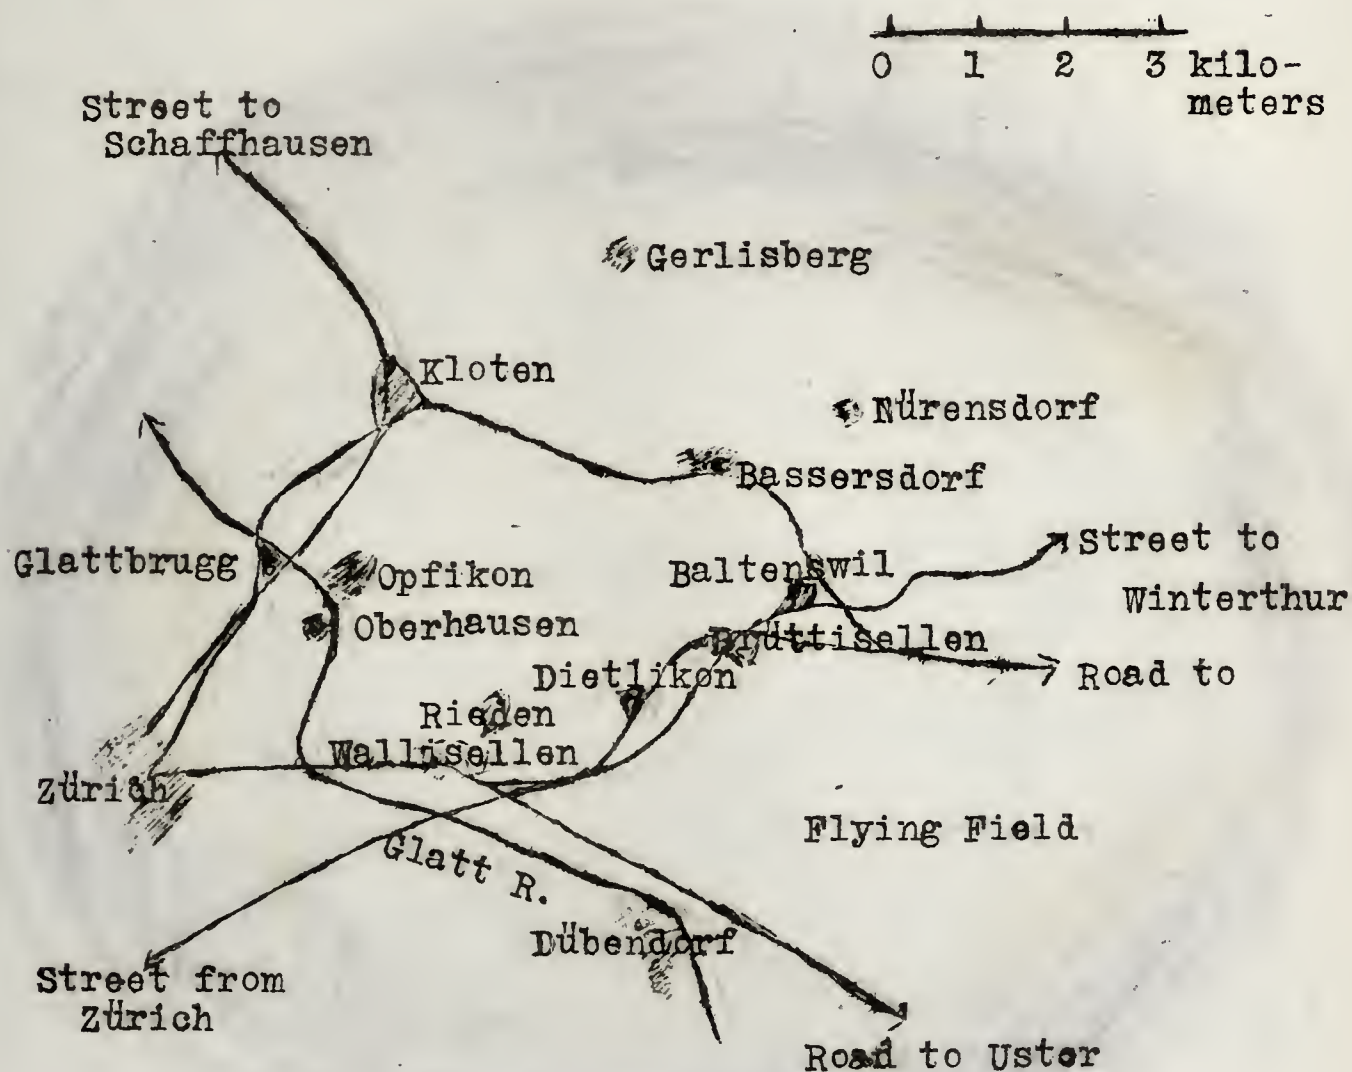 0 1 2 3 kilo-
meters
Street to
Schaffhausen
Gerlisberg
Kloten
Nürensdorf
Bassersdorf
Street to
Winterthur
Glattbrugg
Opfikon
Baltenswil
Oberhausen
Brüttisellen
Dietlikon
Road to
Rieden
Wallisellen
Zürich
Flying Field
Glatt R.
Dübendorf
Street from
Zürich
Road to Uster